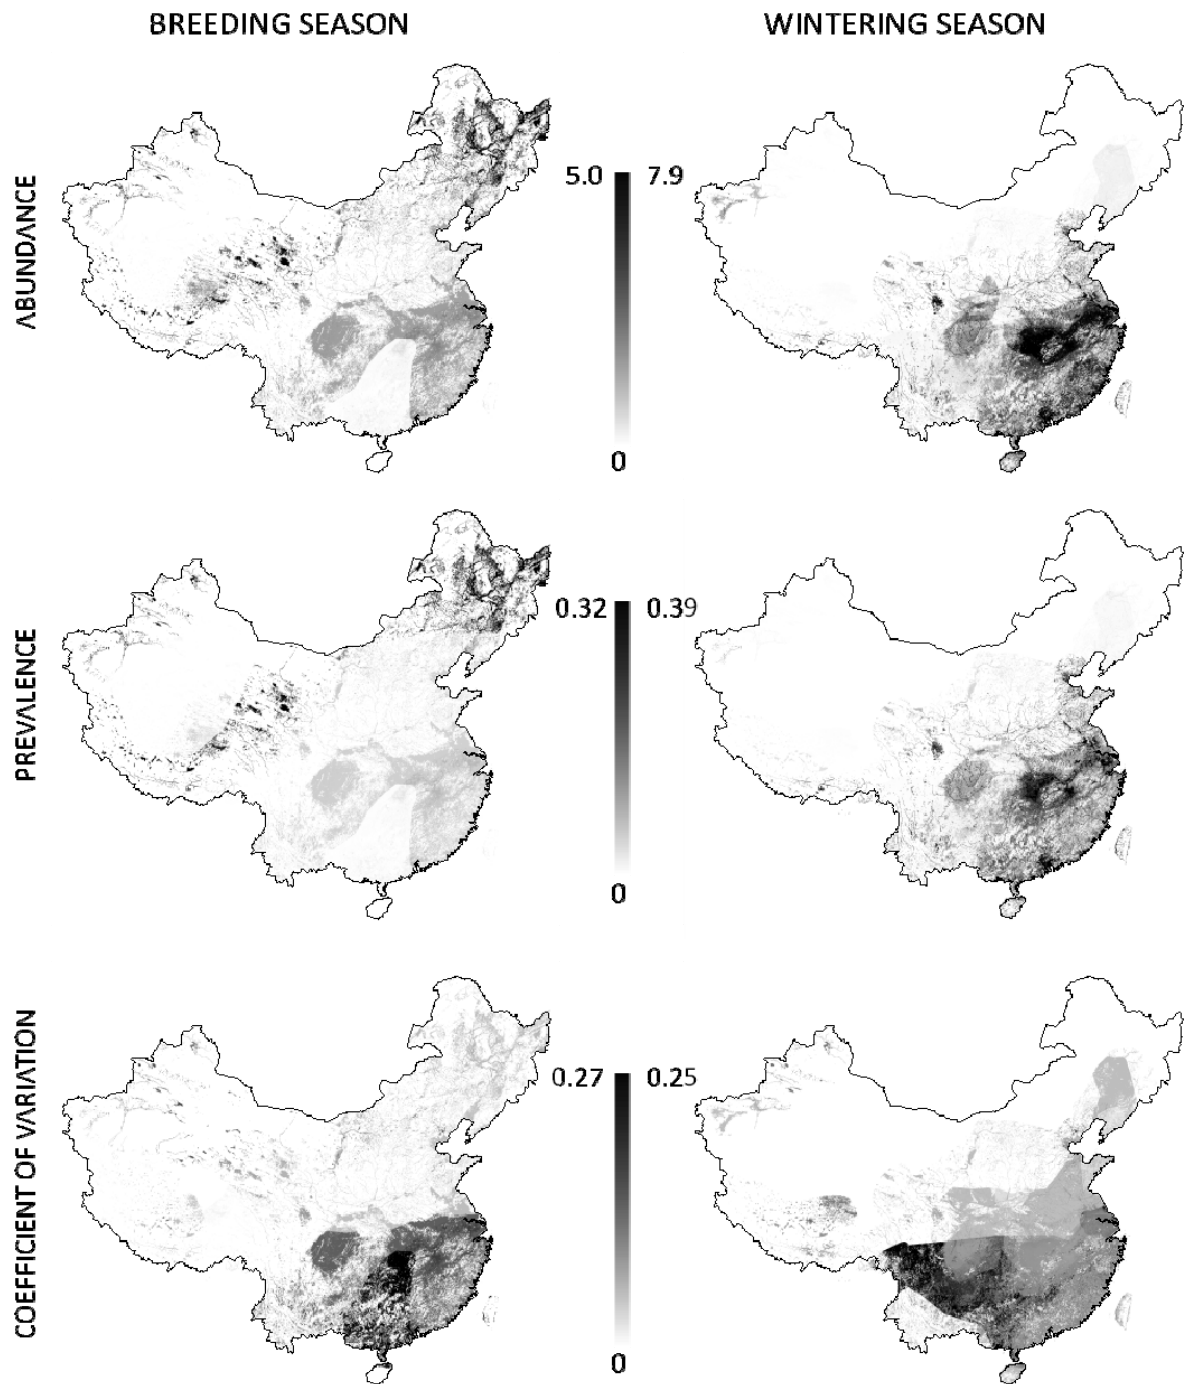 BREEDING SEASON
WINTERING SEASON
ABUNDANCE
5.0 7.9
0
PREVALENCE
0.32 0.39
0
COEFFICIENT OF VARIATION
0.27 0.25
0